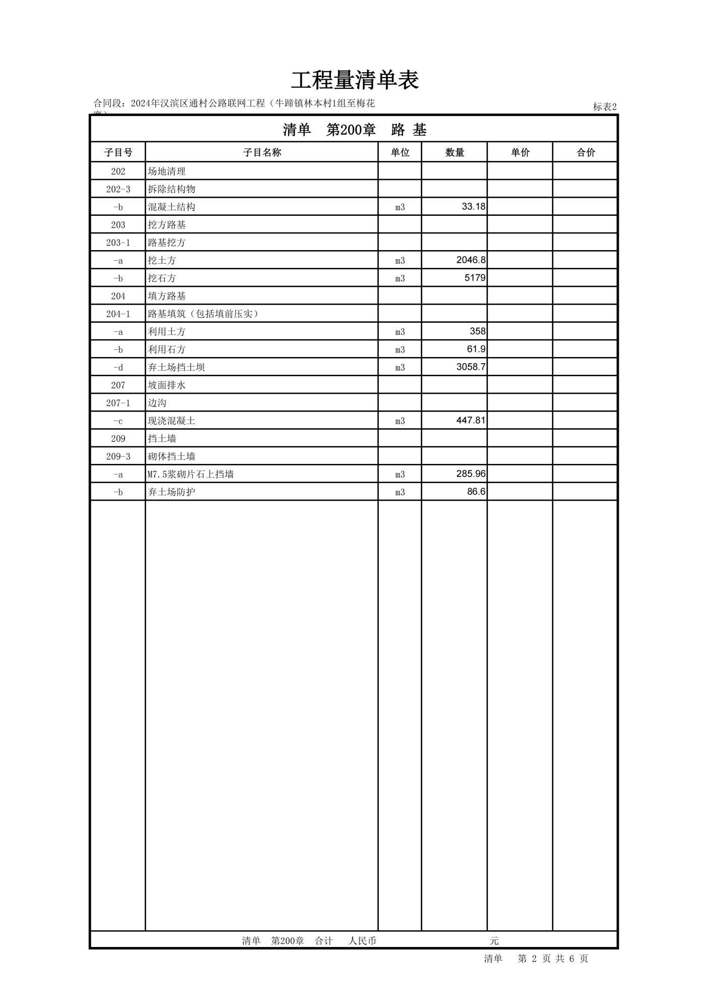 工程量清单表
合同段：2024年汉滨区通村公路联网工程（牛蹄镇林本村1组至梅花
标表2
清单 第200章 路 基
子目号 子目名称 单位 数量 单价 合价
202 场地清理
202-3 拆除结构物
-b 混凝土结构 m3 33.18
203 挖方路基
203-1 路基挖方
-a 挖土方 m3 2046.8
-b 挖石方 m3 5179
204 填方路基
204-1 路基填筑（包括填前压实）
-a 利用土方 m3 358
-b 利用石方 m3 61.9
-d 弃土场挡土坝 m3 3058.7
207 坡面排水
207-1 边沟
-c 现浇混凝土 m3 447.81
209 挡土墙
209-3 砌体挡土墙
-a M7.5浆砌片石上挡墙 m3 285.96
-b 弃土场防护 m3 86.6
清单 第200章 合计 人民币 元
清单 第 2 页 共 6 页